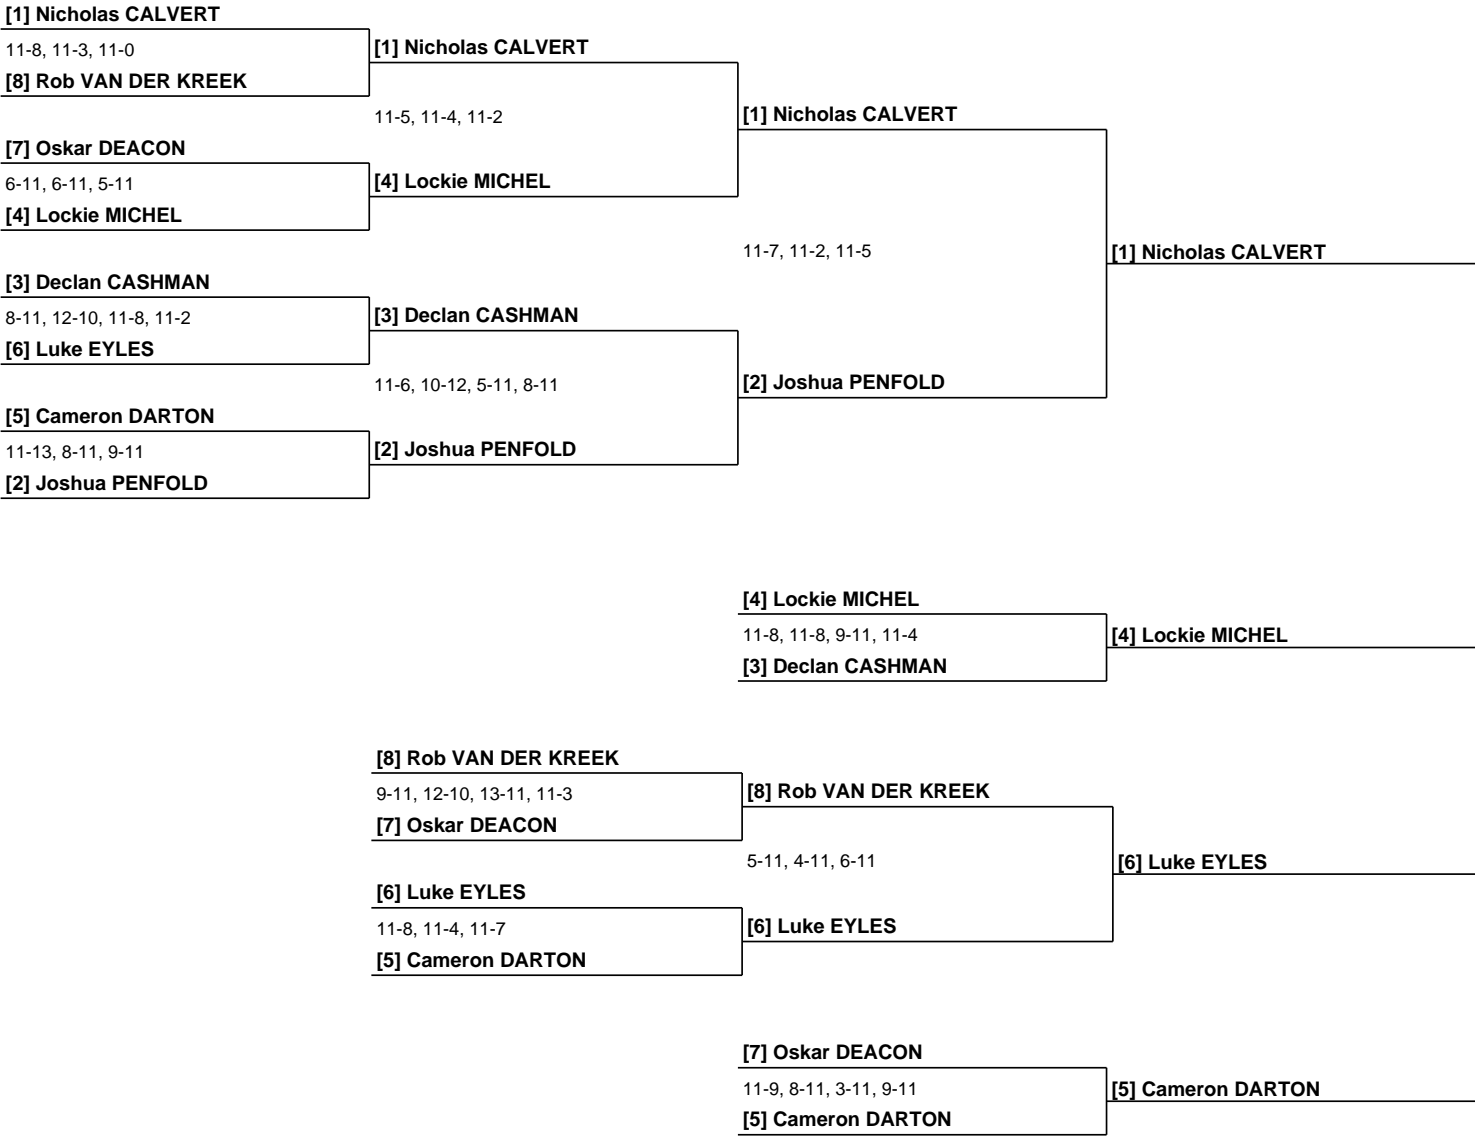 [1] Nicholas CALVERT
11-8, 11-3, 11-0
[8] Rob VAN DER KREEK
[7] Oskar DEACON
6-11, 6-11, 5-11
[4] Lockie MICHEL
[3] Declan CASHMAN
8-11, 12-10, 11-8, 11-2
[6] Luke EYLES
[5] Cameron DARTON
11-13, 8-11, 9-11
[2] Joshua PENFOLD
[1] Nicholas CALVERT
11-5, 11-4, 11-2
[4] Lockie MICHEL
[3] Declan CASHMAN
11-6, 10-12, 5-11, 8-11
[2] Joshua PENFOLD
[1] Nicholas CALVERT
11-7, 11-2, 11-5
[2] Joshua PENFOLD
[1] Nicholas CALVERT
[4] Lockie MICHEL
11-8, 11-8, 9-11, 11-4
[3] Declan CASHMAN
[4] Lockie MICHEL
[8] Rob VAN DER KREEK
9-11, 12-10, 13-11, 11-3
[7] Oskar DEACON
[6] Luke EYLES
11-8, 11-4, 11-7
[5] Cameron DARTON
[8] Rob VAN DER KREEK
5-11, 4-11, 6-11
[6] Luke EYLES
[6] Luke EYLES
[7] Oskar DEACON
11-9, 8-11, 3-11, 9-11
[5] Cameron DARTON
[5] Cameron DARTON